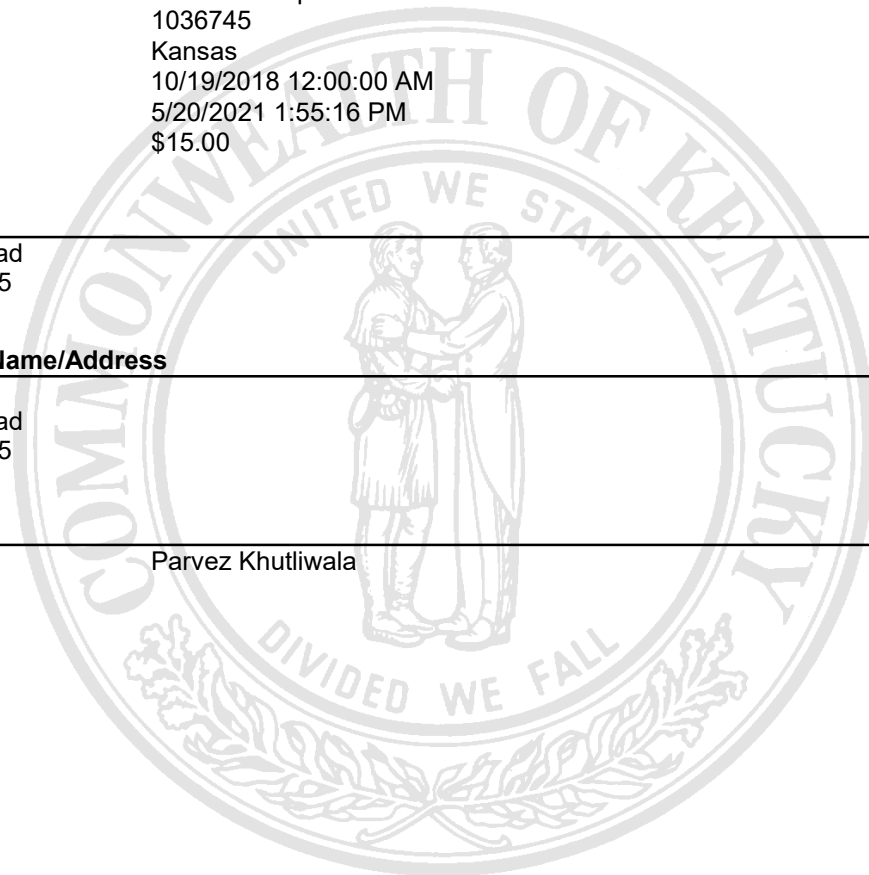 1036745
Kansas
10/19/2018 12:00:00 AM
5/20/2021 1:55:16 PM
$15.00
COMMONWEALTH OF KENTUCKY
UNITED WE STAND
ad
5
Name/Address
ad
5
Parvez Khutliwala
DIVIDED WE FALL